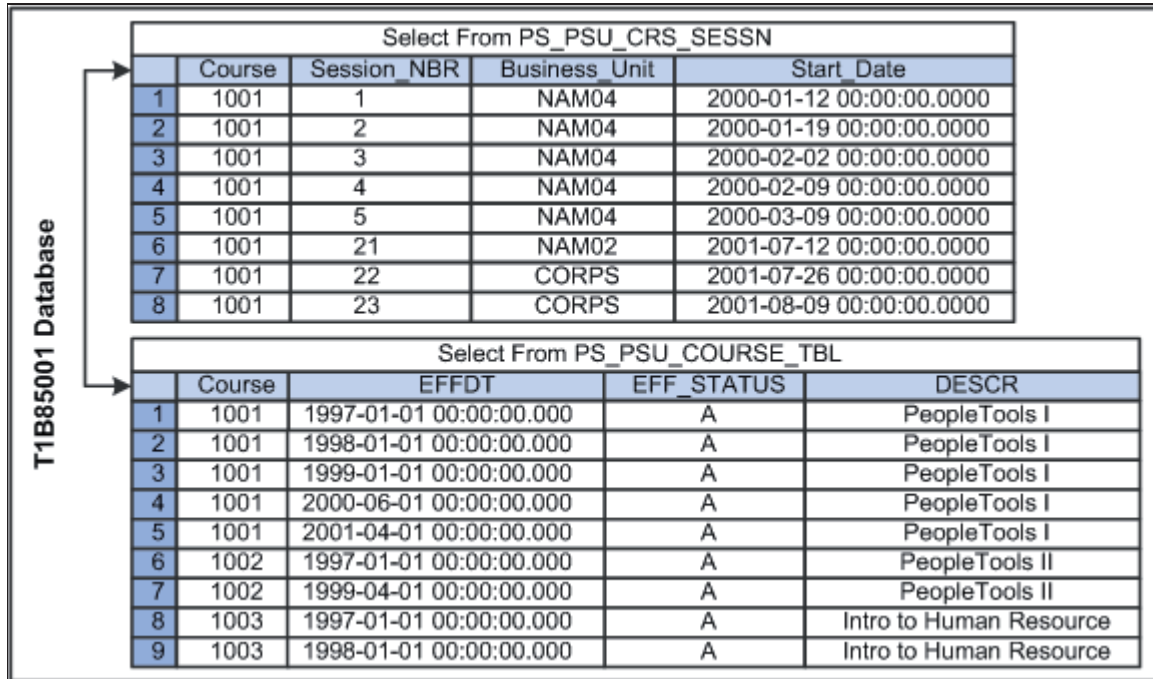 T1B85001 Database
Select From PS_PSU_CRS_SESSN
Course Session_NBR Business_Unit Start_Date
1 1001 1 NAM04 2000-01-12 00:00:00.0000
2 1001 2 NAM04 2000-01-19 00:00:00.0000
3 1001 3 NAM04 2000-02-02 00:00:00.0000
4 1001 4 NAM04 2000-02-09 00:00:00.0000
5 1001 5 NAM04 2000-03-09 00:00:00.0000
6 1001 21 NAM02 2001-07-12 00:00:00.0000
7 1001 22 CORPS 2001-07-26 00:00:00.0000
8 1001 23 CORPS 2001-08-09 00:00:00.0000
Select From PS_PSU_COURSE_TBL
Course EFFDT EFF_STATUS DESCR
1 1001 1997-01-01 00:00:00.000 A PeopleTools I
2 1001 1998-01-01 00:00:00.000 A PeopleTools I
3 1001 1999-01-01 00:00:00.000 A PeopleTools I
4 1001 2000-06-01 00:00:00.000 A PeopleTools I
5 1001 2001-04-01 00:00:00.000 A PeopleTools I
6 1002 1997-01-01 00:00:00.000 A PeopleTools II
7 1002 1999-04-01 00:00:00.000 A PeopleTools II
8 1003 1997-01-01 00:00:00.000 A Intro to Human Resource
9 1003 1998-01-01 00:00:00.000 A Intro to Human Resource